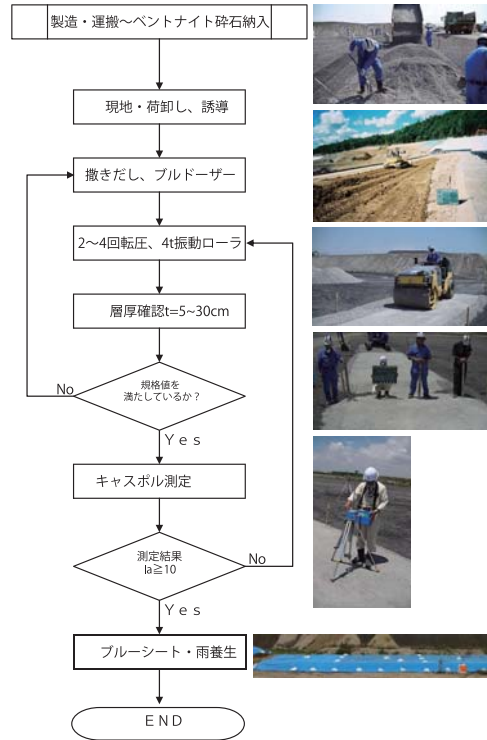 製造・運搬～ベントナイト砕石納入
現地・荷卸し、誘導
撒きだし、ブルドーザー
2～4回転圧、4t振動ローラ
層厚確認t=5~30cm
規格値を
満たしているか？
No
Ｙｅｓ
キャスポル測定
測定結果
Ia≧10
No
Ｙｅｓ
ブルーシート・雨養生
ＥＮＤ